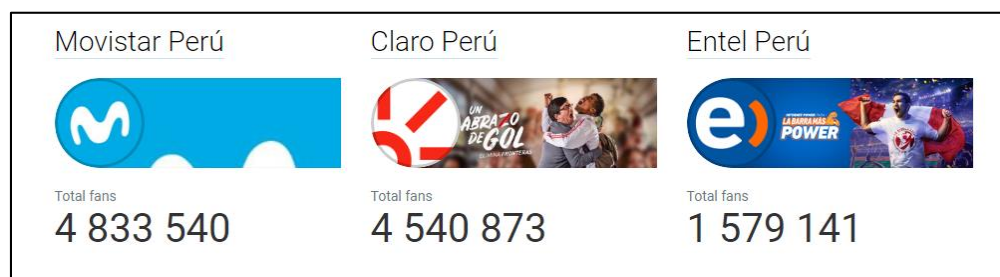 Movistar Perú
Claro Perú
Entel Perú
UN
ABRAZO
DE GOL
LA BARRA MÁS
POWER
Total fans
4 833 540
Total fans
4 540 873
Total fans
1 579 141